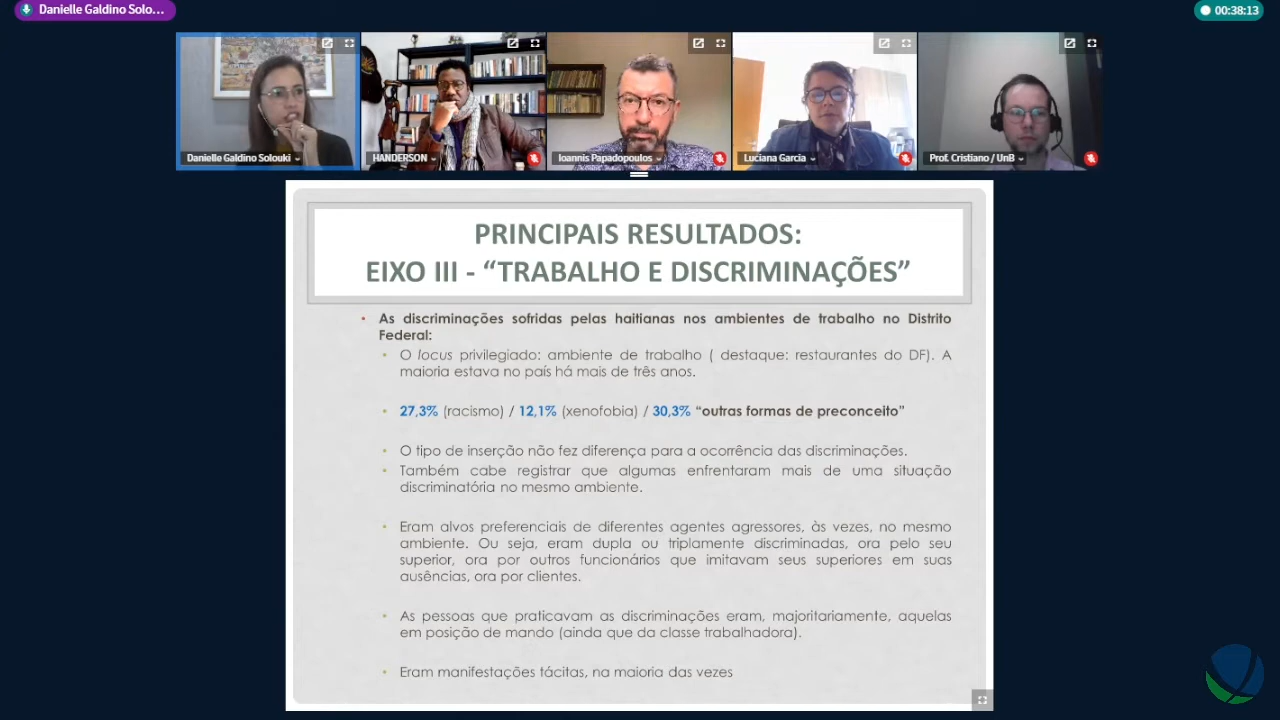 Danielle Galdino Solo...
00:38:13
Danielle Galdino Solouki
HANDERSON
Ioannis Papadopoulos
Luciana Garcia
Prof. Cristiano / UnB
PRINCIPAIS RESULTADOS:
EIXO III - “TRABALHO E DISCRIMINAÇÕES”
• As discriminações sofridas pelas haitianas nos ambientes de trabalho no Distrito
Federal:
• O locus privilegiado: ambiente de trabalho ( destaque: restaurantes do DF). A
maioria estava no país há mais de três anos.
• 27,3% (racismo) / 12,1% (xenofobia) / 30,3% “outras formas de preconceito”
• O tipo de inserção não fez diferença para a ocorrência das discriminações.
• Também cabe registrar que algumas enfrentaram mais de uma situação
discriminatória no mesmo ambiente.
• Eram alvos preferenciais de diferentes agentes agressores, às vezes, no mesmo
ambiente. Ou seja, eram dupla ou triplamente discriminadas, ora pelo seu
superior, ora por outros funcionários que imitavam seus superiores em suas
ausências, ora por clientes.
• As pessoas que praticavam as discriminações eram, majoritariamente, aquelas
em posição de mando (ainda que da classe trabalhadora).
• Eram manifestações tácitas, na maioria das vezes